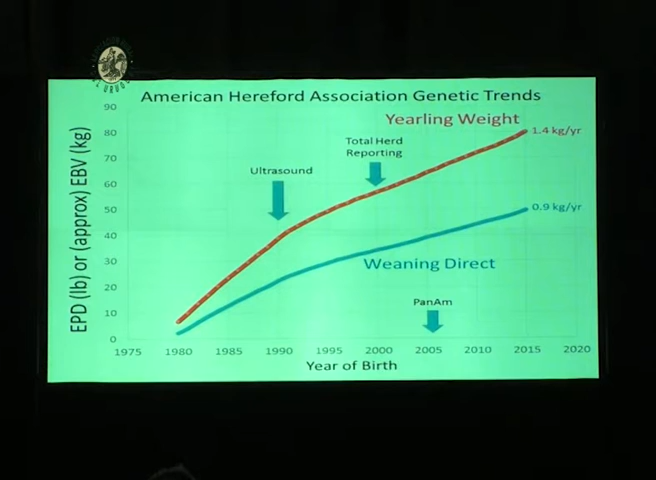 American Hereford Association Genetic Trends
EPD (lb) or (approx) EBV (kg)
90
80
70
60
50
40
30
20
10
0
Yearling Weight
1.4 kg/yr
Total Herd
Reporting
Ultrasound
0.9 kg/yr
Weaning Direct
PanAm
1975 1980 1985 1990 1995 2000 2005 2010 2015 2020
Year of Birth